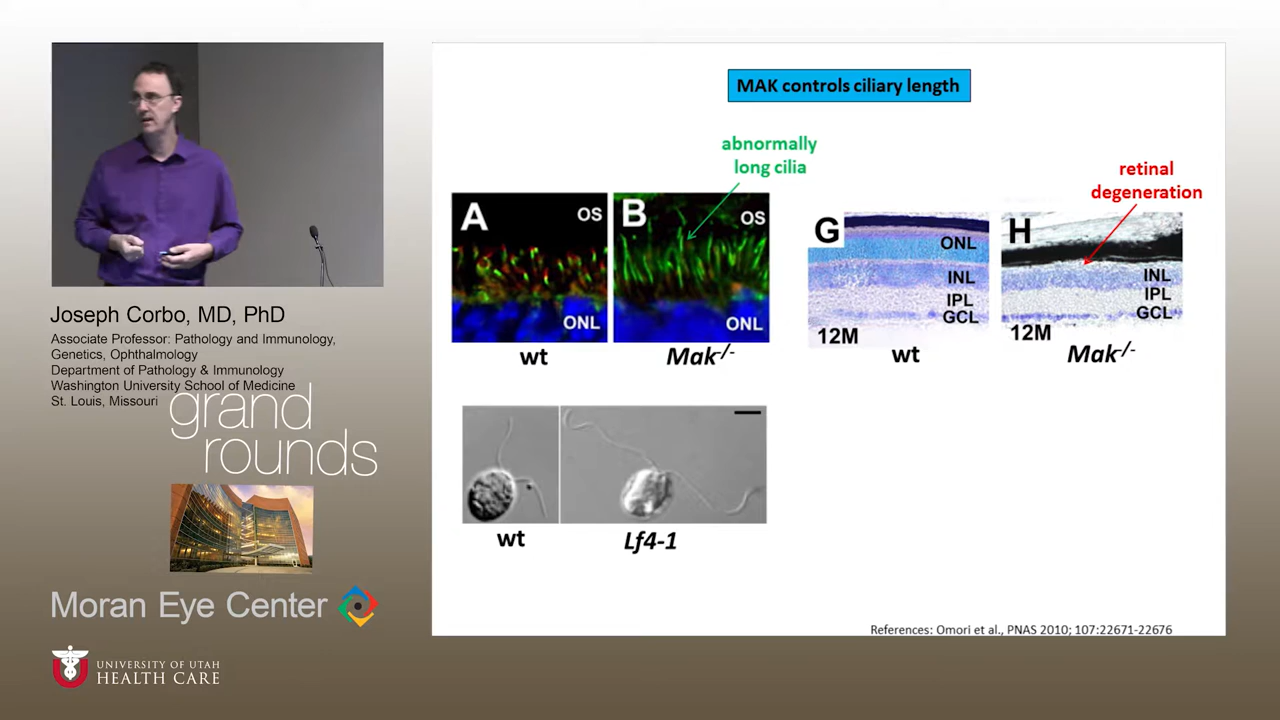 MAK controls ciliary length
abnormally
long cilia
retinal
degeneration
A
OS
ONL
wt
B
OS
ONL
Mak-/-
G
ONL
INL
IPL
GCL
12M
wt
H
INL
IPL
GCL
12M
Mak-/-
wt
Lf4-1
References: Omori et al., PNAS 2010; 107:22671-22676
Joseph Corbo, MD, PhD
Associate Professor: Pathology and Immunology,
Genetics, Ophthalmology
Department of Pathology & Immunology
Washington University School of Medicine
St. Louis, Missouri
grand
rounds
Moran Eye Center
UNIVERSITY OF UTAH
HEALTH CARE